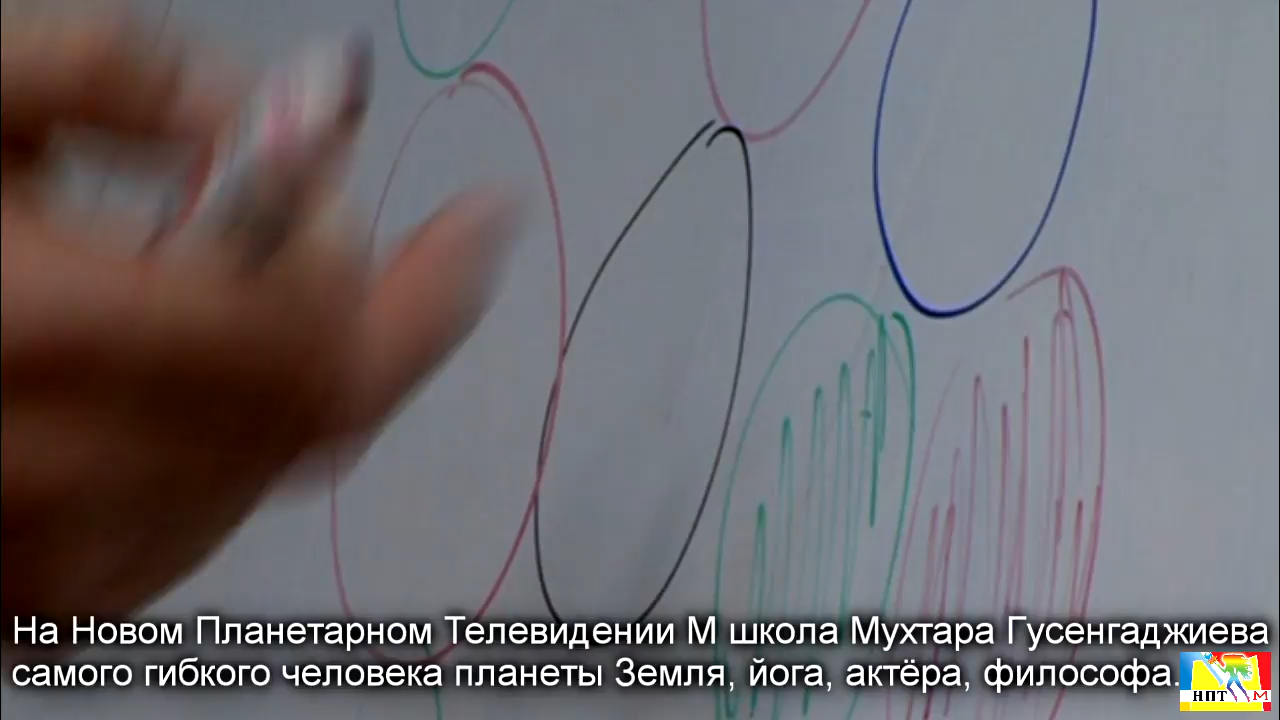 На Новом Планетарном Телевидении М школа Мухтара Гусенгаджиева
самого гибкого человека планеты Земля, йога, актёра, философа.
НПТ М